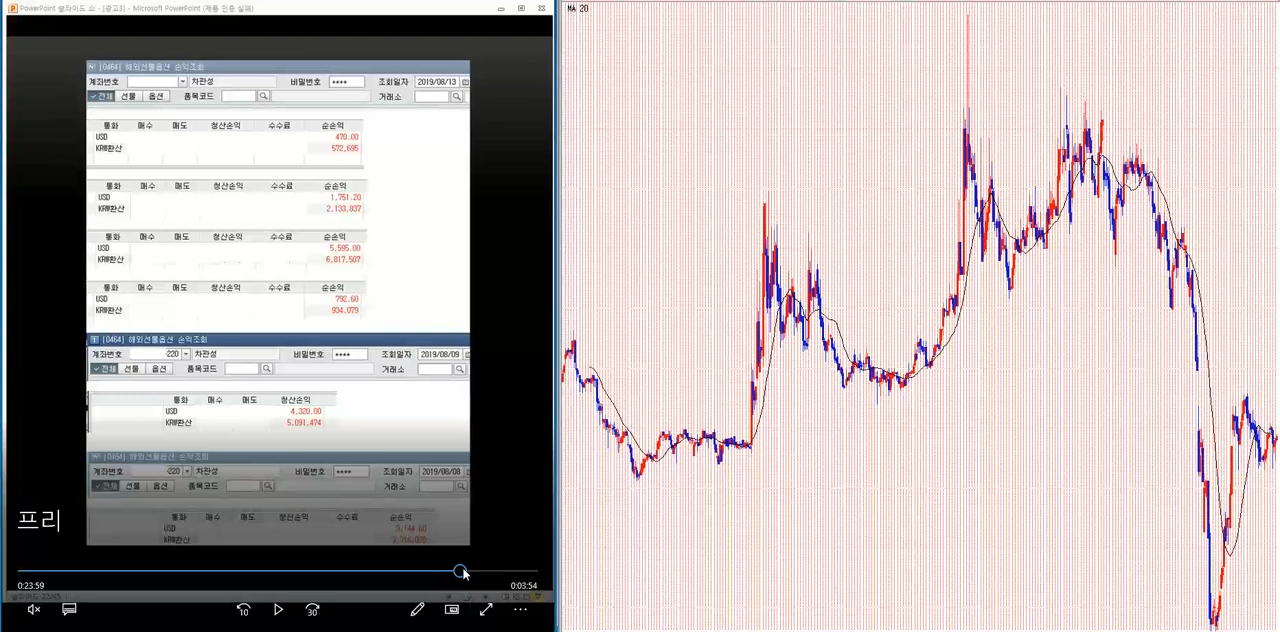 PowerPoint 슬라이드 쇼 - [광고3] - Microsoft PowerPoint (제품 인증 실패)
MA 20
[0464] 해외선물옵션 손익조회
계좌번호 차관성 비밀번호 **** 조회일자 2019/08/13
전체 선물 옵션 품목코드 거래소
통화 매수 매도 청산손익 수수료 순손익
USD 470.00
KRW환산 572,695
통화 매수 매도 청산손익 수수료 순손익
USD 1,751.20
KRW환산 2,133,837
통화 매수 매도 청산손익 수수료 순손익
USD 5,595.00
KRW환산 6,817,507
통화 매수 매도 청산손익 수수료 순손익
USD 792.60
KRW환산 934,079
[0464] 해외선물옵션 손익조회
계좌번호 -220 차관성 비밀번호 **** 조회일자 2019/08/09
전체 선물 옵션 품목코드 거래소
통화 매수 매도 청산손익
USD 4,320.00
KRW환산 5,091,474
[0464] 해외선물옵션 손익조회
계좌번호 -220 차관성 비밀번호 **** 조회일자 2019/08/08
전체 선물 옵션 품목코드 거래소
통화 매수 매도 청산손익 수수료 순손익
USD
KRW환산
프리
0:23:59 0:03:54
10 30